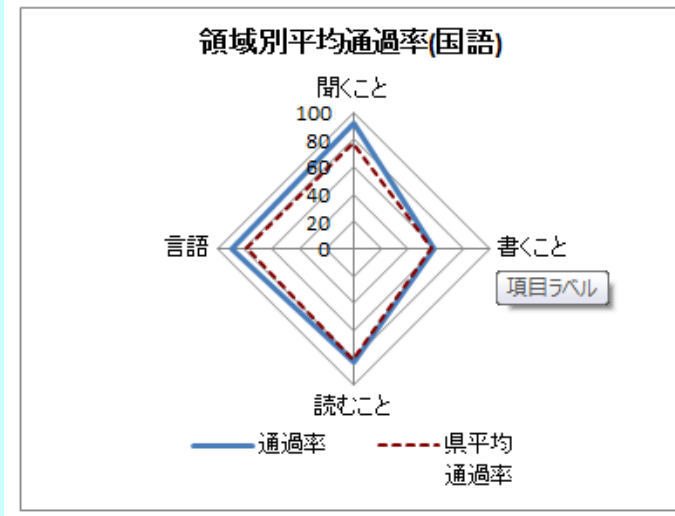 領域別平均通過率(国語)
聞くこと
100
80
60
40
20
0
言語
書くこと
項目ラベル
読むこと
通過率
県平均
通過率